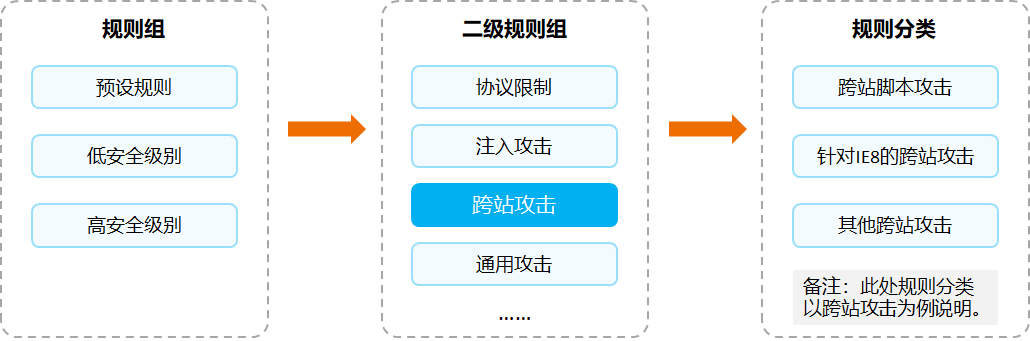 规则组
预设规则
低安全级别
高安全级别
二级规则组
协议限制
注入攻击
跨站攻击
通用攻击
……
规则分类
跨站脚本攻击
针对IE8的跨站攻击
其他跨站攻击
备注：此处规则分类
以跨站攻击为例说明。